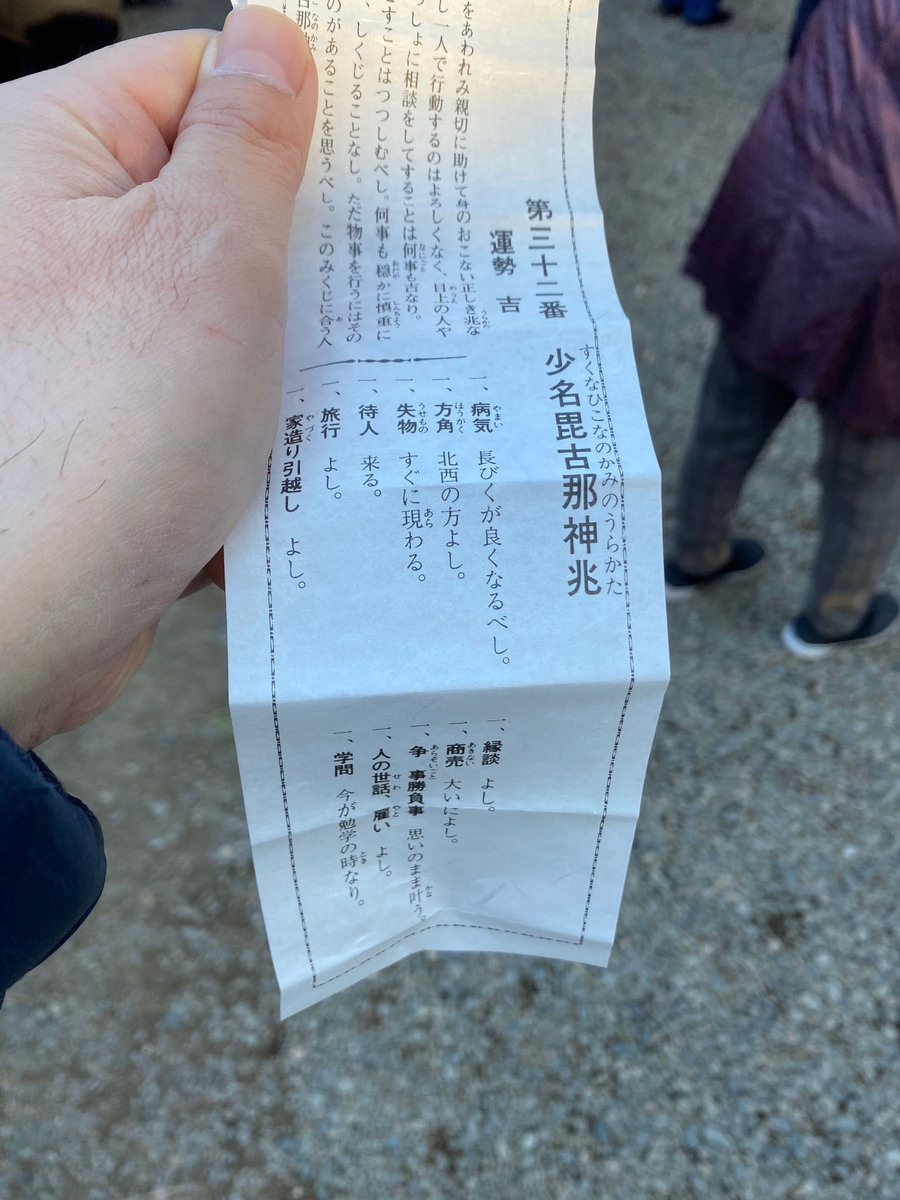 第三十二番
運勢 吉
をあわれみ親切に助けて身のおこない正しき兆な
し一人で行動するのはよろしくなく、目上の人や
っしょに相談をしてすることは何事も吉なり。
こすことはつつしむべし。何事も穏かに慎重に
、しくじることなし。ただ物事を行うにはその
のがあることを思うべし。このみくじに合う人
古那
すくなひこなのかみのうらかた
少名毘古那神兆
一、病気 長びくが良くなるべし。
一、方角 北西の方よし。
一、失物 すぐに現わる。
一、待人 来る。
一、旅行 よし。
一、家造り引越し よし。
一、縁談 よし。
一、商売 大いによし。
一、争事勝負事 思いのまま叶う。
一、人の世話、雇い よし。
一、学問 今が勉学の時なり。